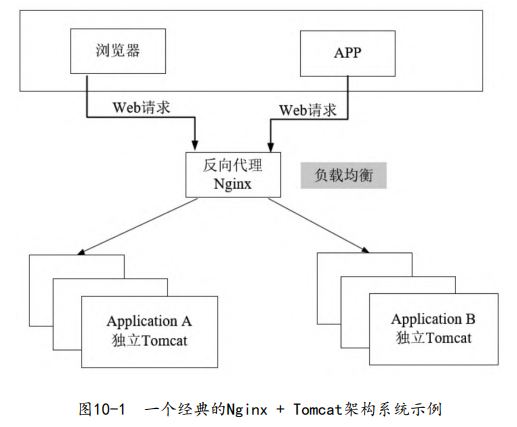 浏览器
APP
Web请求
Web请求
反向代理
Nginx
负载均衡
Application A
独立Tomcat
Application B
独立Tomcat
图10-1 一个经典的Nginx + Tomcat架构系统示例